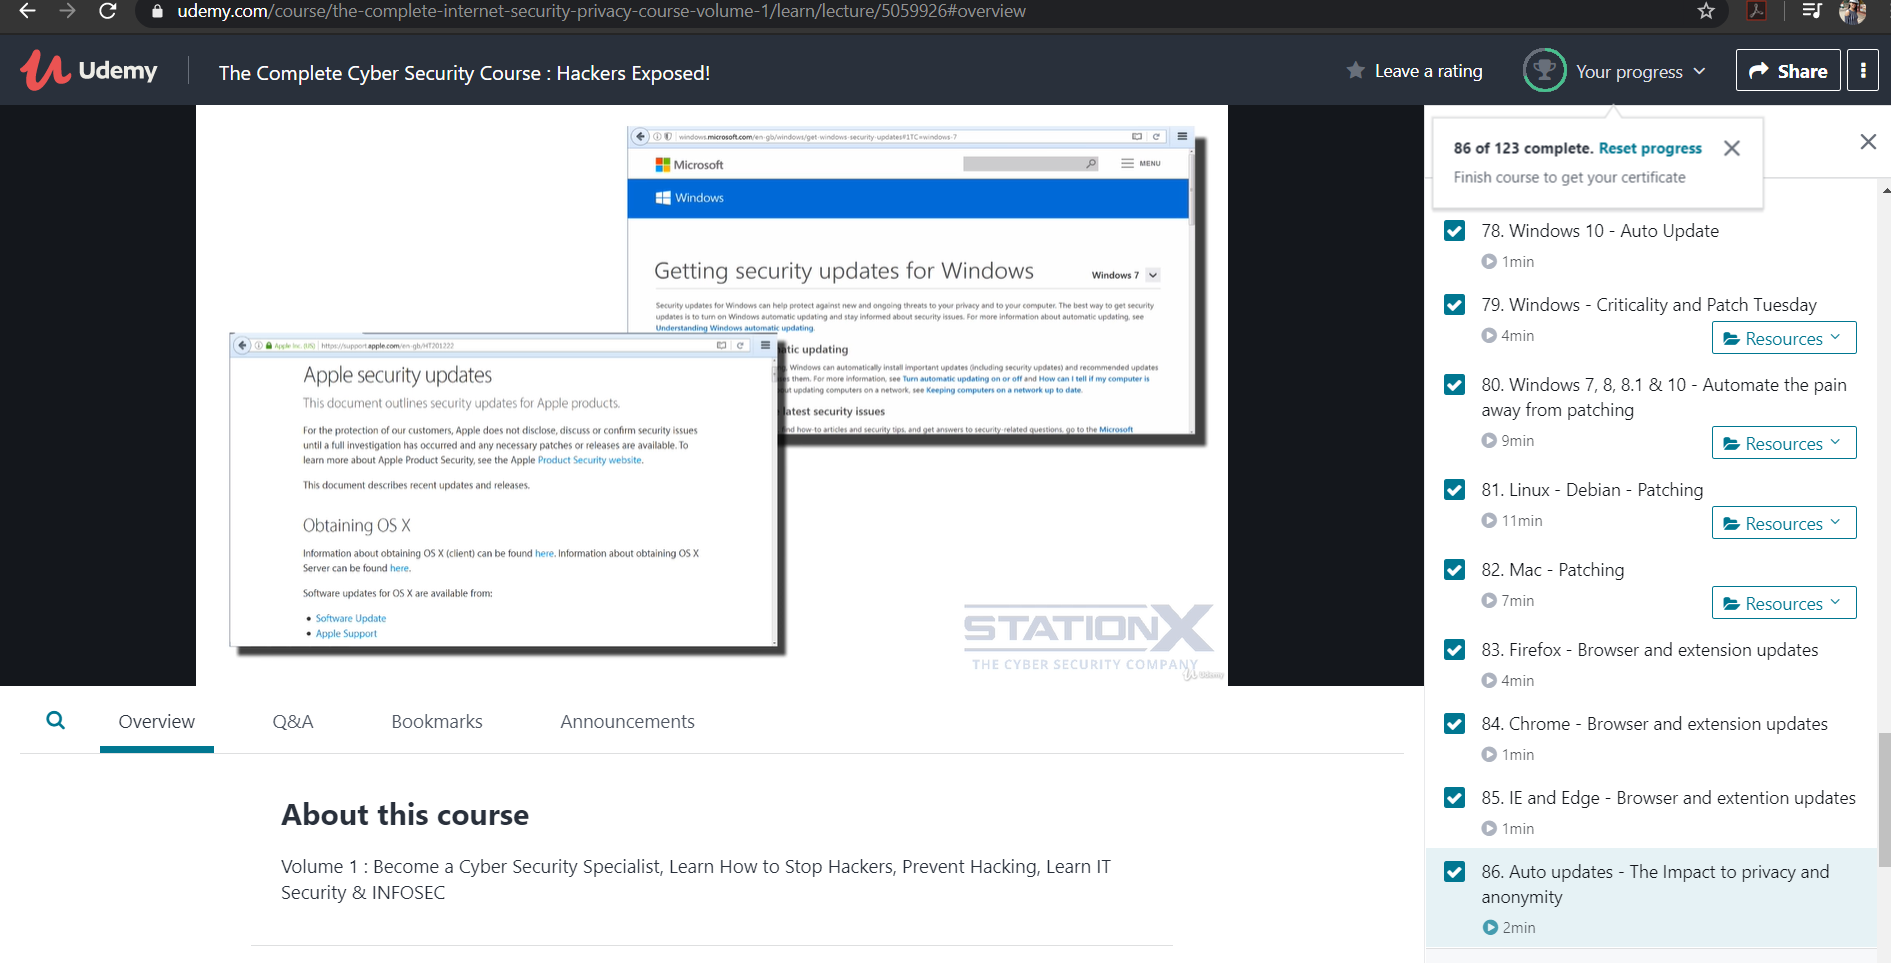 udemy.com/course/the-complete-internet-security-privacy-course-volume-1/learn/lecture/5059926#overview
Udemy
The Complete Cyber Security Course : Hackers Exposed!
Leave a rating
Your progress
Share
86 of 123 complete. Reset progress
Finish course to get your certificate
windows.microsoft.com/en-gb/windows/get-windows-security-updates#1TC=windows-7
Microsoft
MENU
Windows
Getting security updates for Windows
Windows 7
Security updates for Windows can help protect against new and ongoing threats to your privacy and to your computer. The best way to get security
updates is to turn on Windows automatic updating and stay informed about security issues. For more information about automatic updating, see
Understanding Windows automatic updating.
atic updating
Windows can automatically install important updates (including security updates) and recommended updates
es them. For more information, see Turn automatic updating on or off and How can I tell if my computer is
out updating computers on a network, see Keeping computers on a network up to date.
latest security issues
find how-to articles and security tips, and get answers to security-related questions, go to the Microsoft
Apple Inc. (US) https://support.apple.com/en-gb/HT201222
Apple security updates
This document outlines security updates for Apple products.
For the protection of our customers, Apple does not disclose, discuss or confirm security issues
until a full investigation has occurred and any necessary patches or releases are available. To
learn more about Apple Product Security, see the Apple Product Security website.
This document describes recent updates and releases.
Obtaining OS X
Information about obtaining OS X (client) can be found here. Information about obtaining OS X
Server can be found here.
Software updates for OS X are available from:
• Software Update
• Apple Support
STATIONX
THE CYBER SECURITY COMPANY
Udemy
78. Windows 10 - Auto Update
1min
79. Windows - Criticality and Patch Tuesday
4min
Resources
80. Windows 7, 8, 8.1 & 10 - Automate the pain
away from patching
9min
Resources
81. Linux - Debian - Patching
11min
Resources
82. Mac - Patching
7min
Resources
83. Firefox - Browser and extension updates
4min
84. Chrome - Browser and extension updates
1min
85. IE and Edge - Browser and extention updates
1min
86. Auto updates - The Impact to privacy and
anonymity
2min
Overview
Q&A
Bookmarks
Announcements
About this course
Volume 1 : Become a Cyber Security Specialist, Learn How to Stop Hackers, Prevent Hacking, Learn IT
Security & INFOSEC